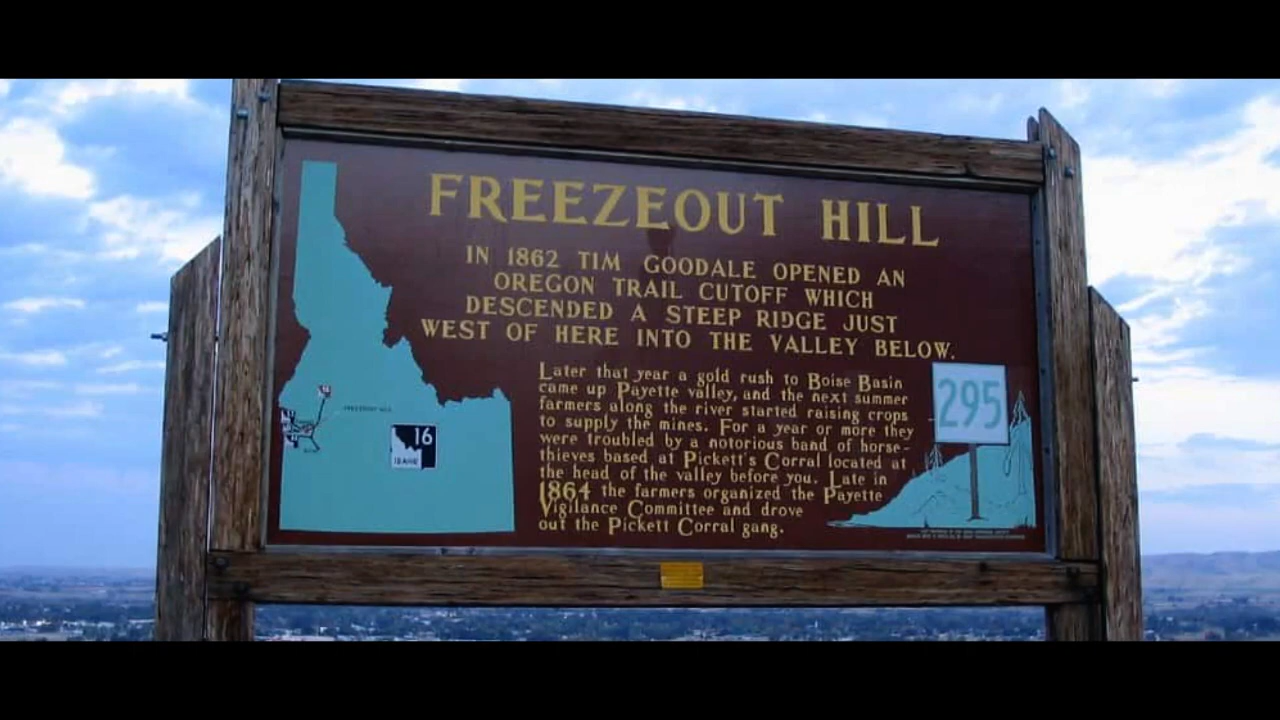 FREEZEOUT HILL
IN 1862 TIM GOODALE OPENED AN
OREGON TRAIL CUTOFF WHICH
DESCENDED A STEEP RIDGE JUST
WEST OF HERE INTO THE VALLEY BELOW.
Later that year a gold rush to Boise Basin
came up Payette valley, and the next summer
farmers along the river started raising crops
to supply the mines. For a year or more they
were troubled by a notorious band of horse-
thieves based at Pickett's Corral located at
the head of the valley before you. Late in
1864 the farmers organized the Payette
Vigilance Committee and drove
out the Pickett Corral gang.
295
FREEZEOUT HILL
16
IDAHO